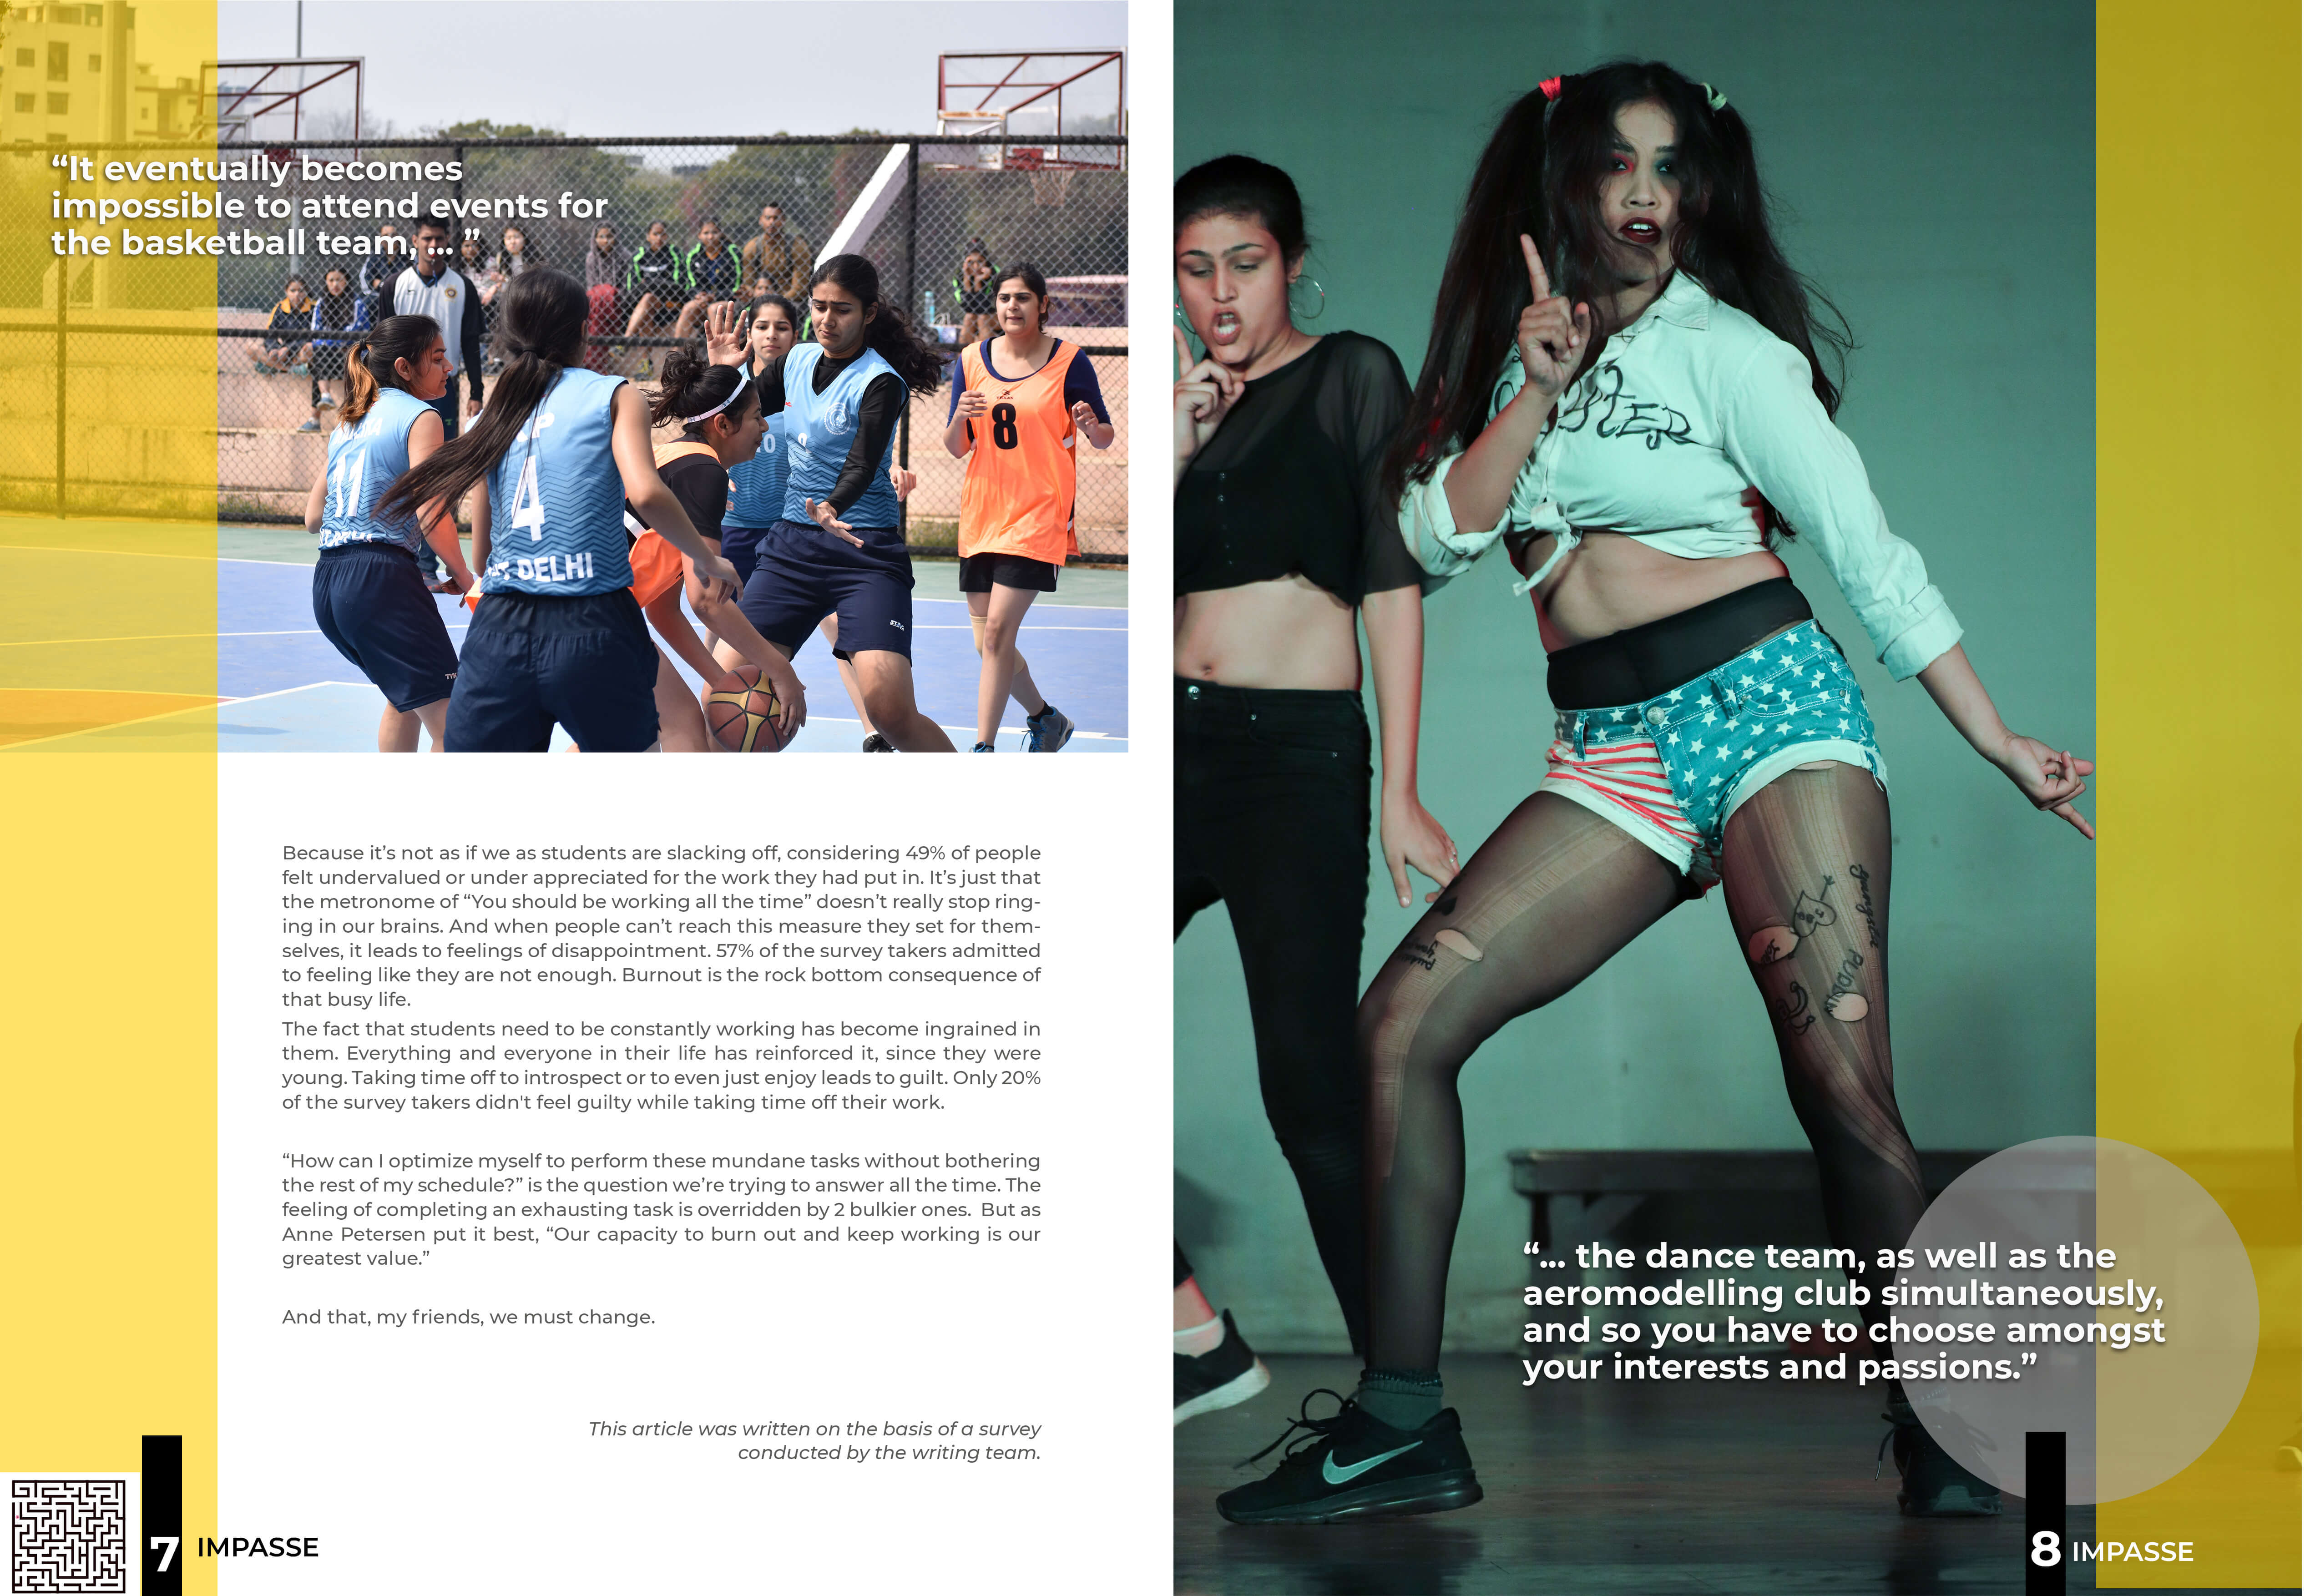 “It eventually becomes
impossible to attend events for
the basketball team, ... ”
11
4
DELHI
8
Because it’s not as if we as students are slacking off, considering 49% of people
felt undervalued or under appreciated for the work they had put in. It’s just that
the metronome of “You should be working all the time” doesn’t really stop ring-
ing in our brains. And when people can’t reach this measure they set for them-
selves, it leads to feelings of disappointment. 57% of the survey takers admitted
to feeling like they are not enough. Burnout is the rock bottom consequence of
that busy life.
The fact that students need to be constantly working has become ingrained in
them. Everything and everyone in their life has reinforced it, since they were
young. Taking time off to introspect or to even just enjoy leads to guilt. Only 20%
of the survey takers didn't feel guilty while taking time off their work.
“How can I optimize myself to perform these mundane tasks without bothering
the rest of my schedule?” is the question we’re trying to answer all the time. The
feeling of completing an exhausting task is overridden by 2 bulkier ones.  But as
Anne Petersen put it best, “Our capacity to burn out and keep working is our
greatest value.”
And that, my friends, we must change.
This article was written on the basis of a survey
conducted by the writing team.
7 IMPASSE
PUDDIN
“... the dance team, as well as the
aeromodelling club simultaneously,
and so you have to choose amongst
your interests and passions.”
8 IMPASSE